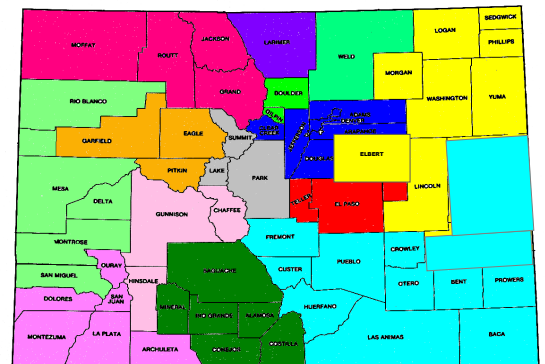 SEDGWICK
LOGAN
JACKSON
LARIMER
MOFFAT
ROUTT
PHILLIPS
WELD
MORGAN
GRAND
BOULDER
WASHINGTON
YUMA
RIO BLANCO
GILPIN
EAGLE
SUMMIT
GARFIELD
ELBERT
PITKIN
LAKE
PARK
MESA
LINCOLN
DELTA
TELLER
EL PASO
CHAFFEE
GUNNISON
FREMONT
MONTROSE
CROWLEY
PUEBLO
OURAY
SAGUACHE
CUSTER
SAN MIGUEL
HINSDALE
OTERO
BENT
PROWERS
DOLORES
SAN
JUAN
MINERAL
HUERFANO
RIO GRANDE
ALAMOSA
MONTEZUMA
LA PLATA
LAS ANIMAS
BACA
COSTILLA
ARCHULETA
CONEJOS